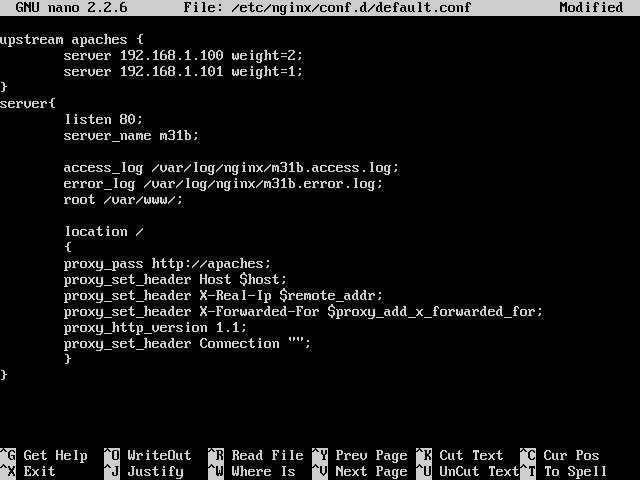 GNU nano 2.2.6 File: /etc/nginx/conf.d/default.conf Modified
upstream apaches {
server 192.168.1.100 weight=2;
server 192.168.1.101 weight=1;
}
server{
listen 80;
server_name m31b;
access_log /var/log/nginx/m31b.access.log;
error_log /var/log/nginx/m31b.error.log;
root /var/www/;
location /
{
proxy_pass http://apaches;
proxy_set_header Host $host;
proxy_set_header X-Real-Ip $remote_addr;
proxy_set_header X-Forwarded-For $proxy_add_x_forwarded_for;
proxy_http_version 1.1;
proxy_set_header Connection "";
}
}
^G Get Help ^O WriteOut ^R Read File ^Y Prev Page ^K Cut Text ^C Cur Pos
^X Exit ^J Justify ^W Where Is ^V Next Page ^U UnCut Text ^T To Spell